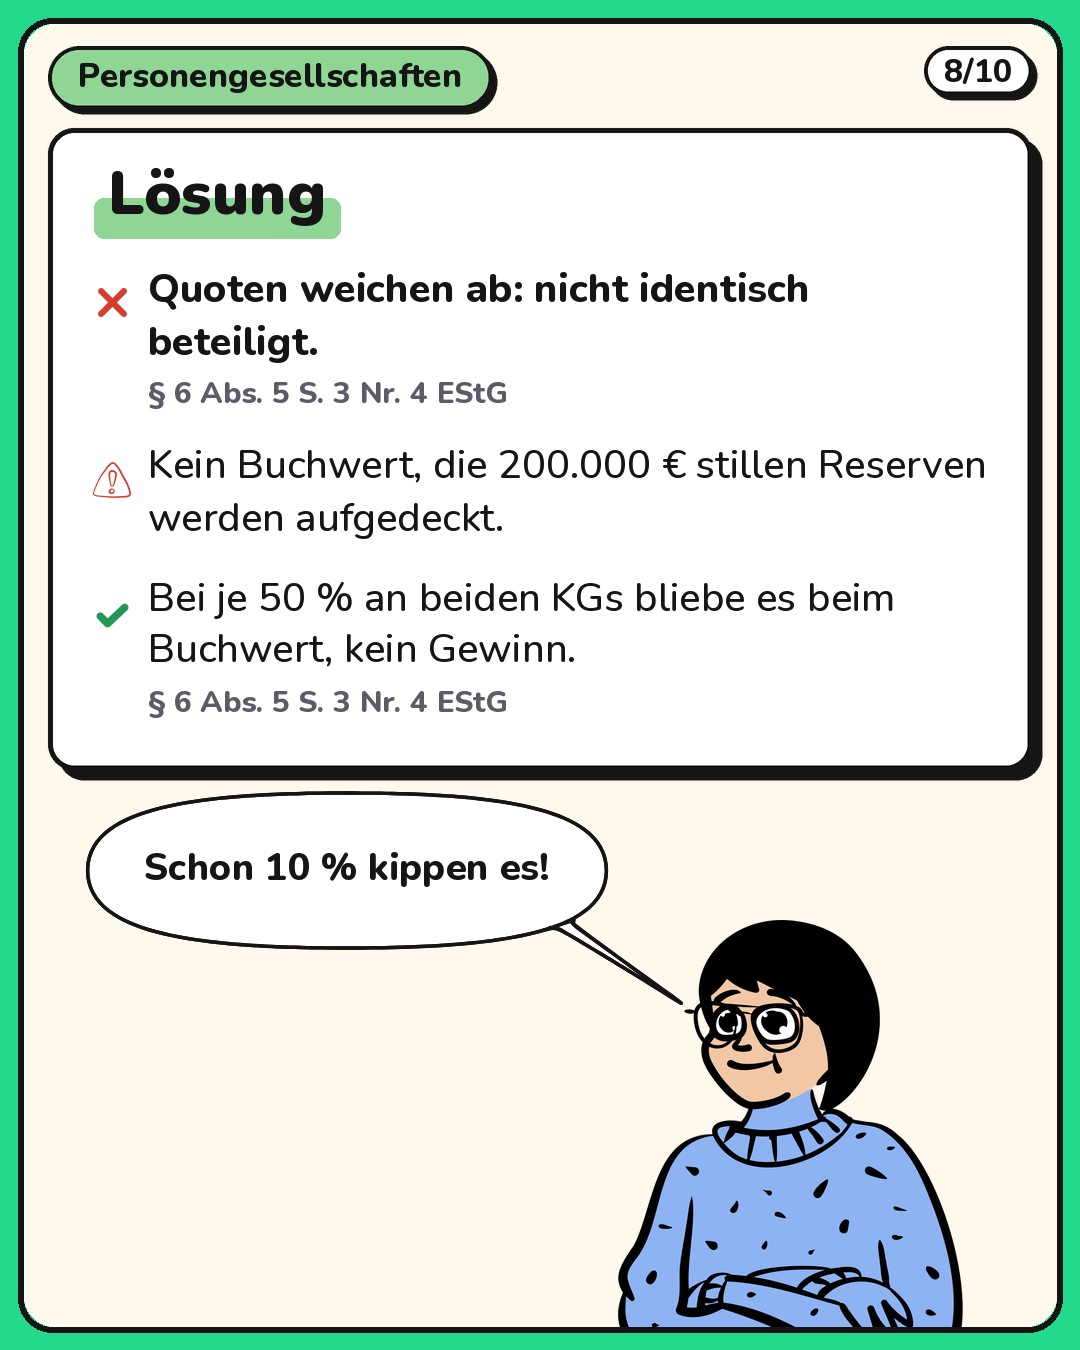 Personengesellschaften
8/10
Lösung
Quoten weichen ab: nicht identisch
beteiligt.
§ 6 Abs. 5 S. 3 Nr. 4 EStG
Kein Buchwert, die 200.000 € stillen Reserven
werden aufgedeckt.
Bei je 50 % an beiden KGs bliebe es beim
Buchwert, kein Gewinn.
§ 6 Abs. 5 S. 3 Nr. 4 EStG
Schon 10 % kippen es!